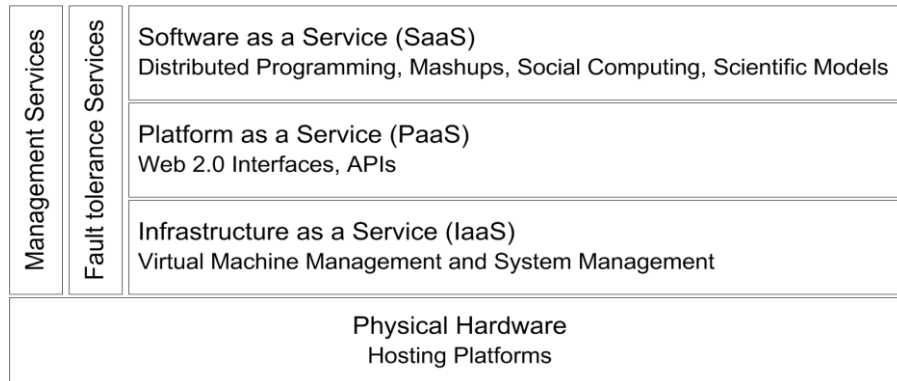 Management Services
Fault tolerance Services
Software as a Service (SaaS)
Distributed Programming, Mashups, Social Computing, Scientific Models
Platform as a Service (PaaS)
Web 2.0 Interfaces, APIs
Infrastructure as a Service (IaaS)
Virtual Machine Management and System Management
Physical Hardware
Hosting Platforms